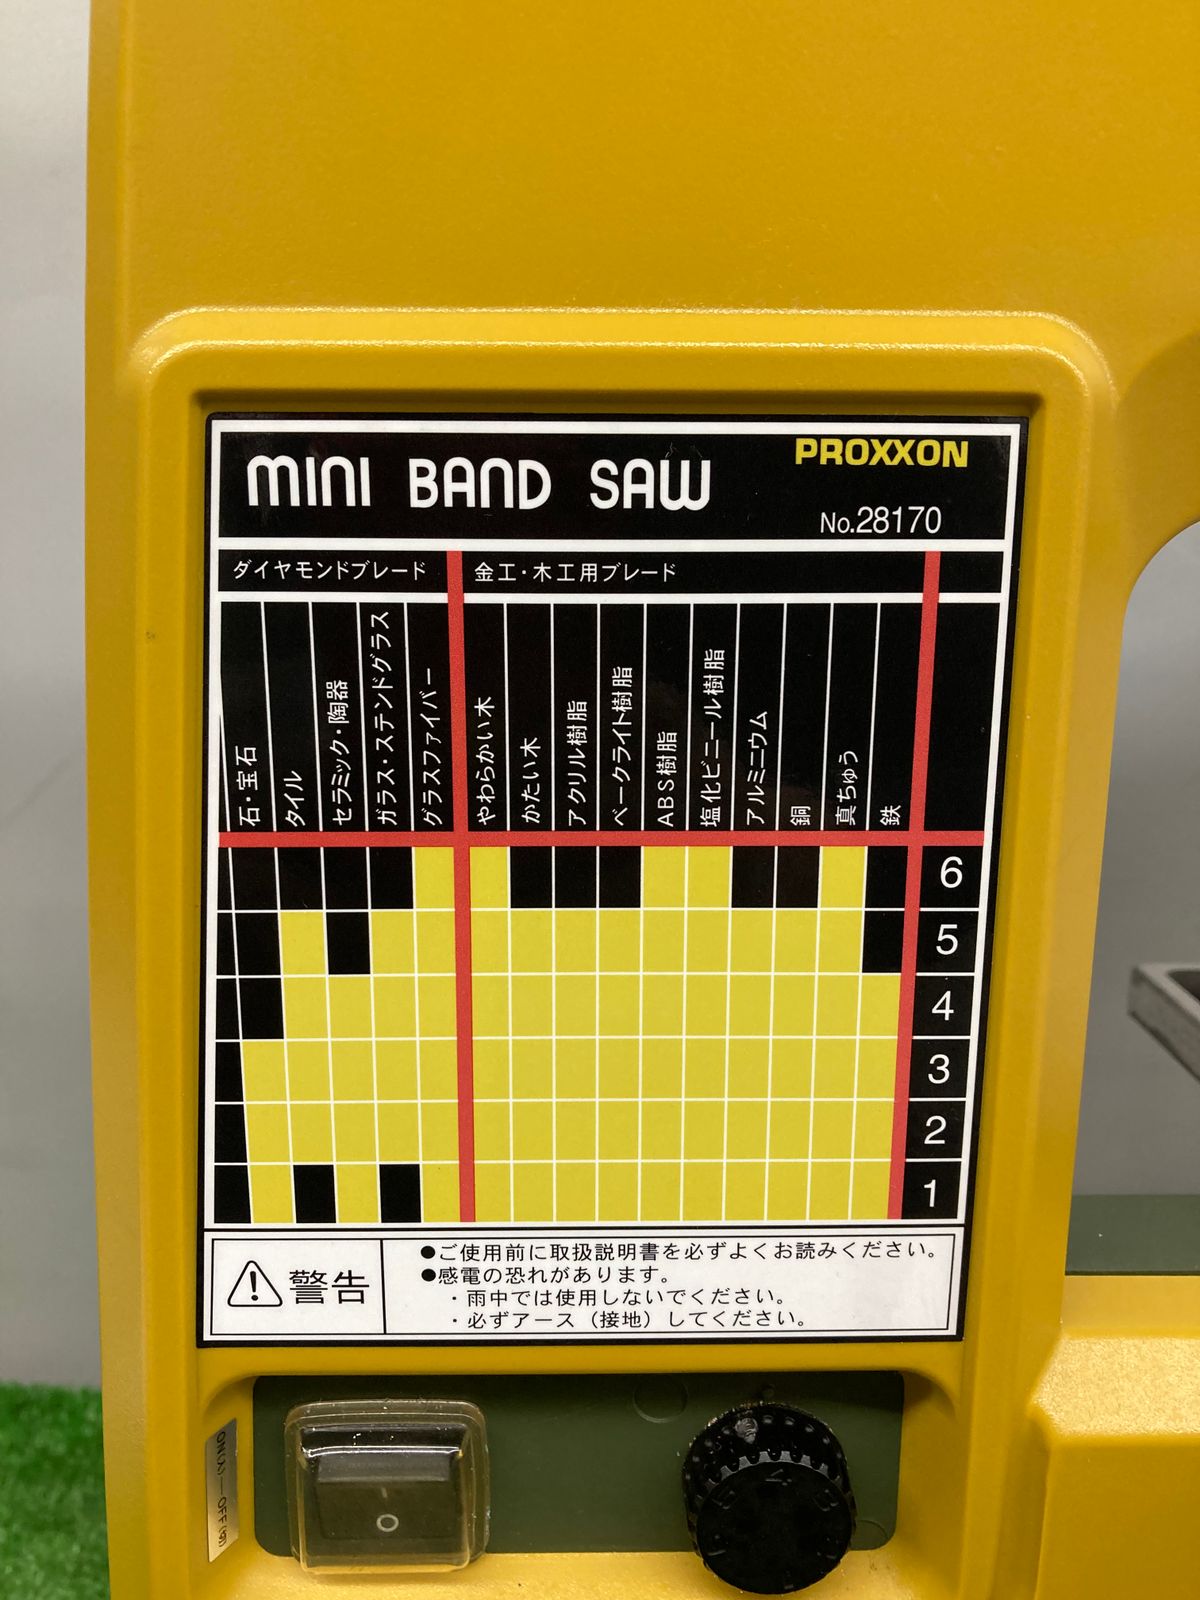 PROXXON
MINI BAND SAW
No.28170
ダイヤモンドブレード
金工・木工用ブレード
石・宝石
タイル
セラミック・陶器
ガラス・ステンドグラス
グラスファイバー
やわらかい木
かたい木
アクリル樹脂
ベークライト樹脂
ABS樹脂
塩化ビニール樹脂
アルミニウム
銅
真ちゅう
鉄
6
5
4
3
2
1
警告
●ご使用前に取扱説明書を必ずよくお読みください。
●感電の恐れがあります。
・雨中では使用しないでください。
・必ずアース（接地）してください。
ON(入)―OFF(切)